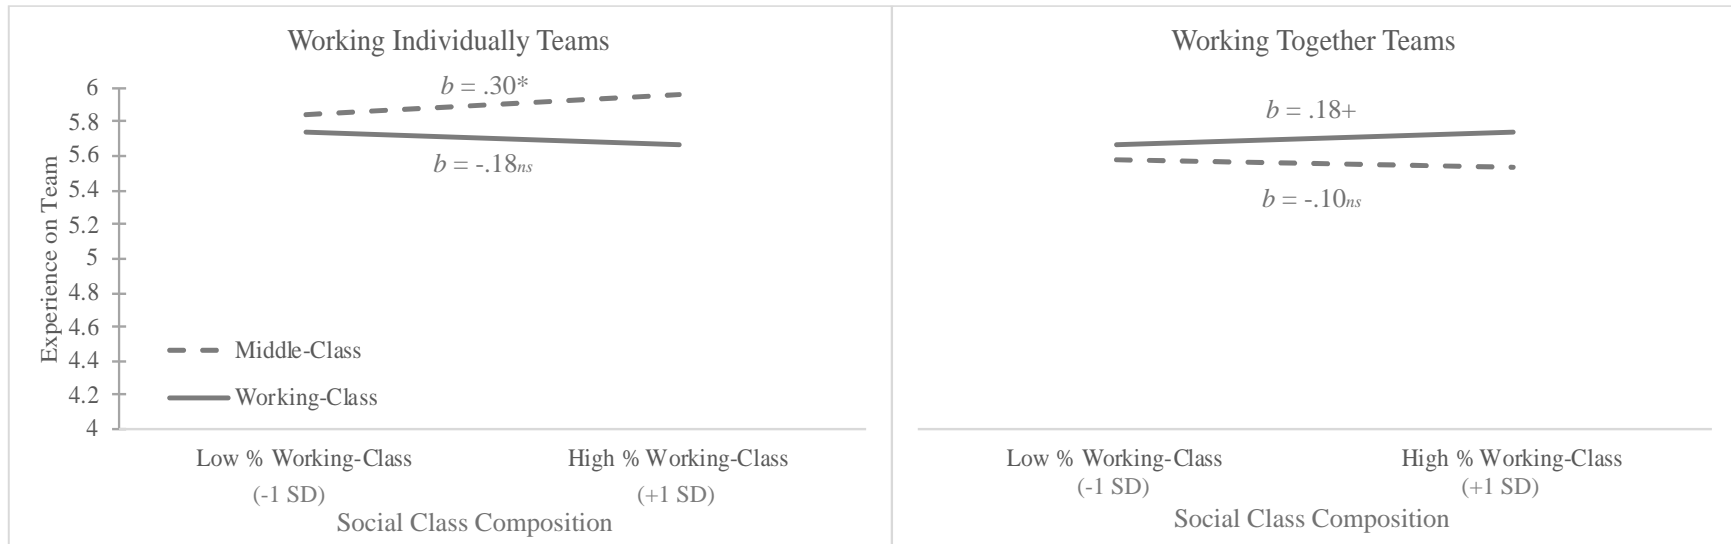 Working Individually Teams
b = .30*
b = -.18ns
Experience on Team
6
5.8
5.6
5.4
5.2
5
4.8
4.6
4.4
4.2
4
Middle-Class
Working-Class
Low % Working-Class
(-1 SD)
High % Working-Class
(+1 SD)
Social Class Composition
Working Together Teams
b = .18+
b = -.10ns
Low % Working-Class
(-1 SD)
High % Working-Class
(+1 SD)
Social Class Composition